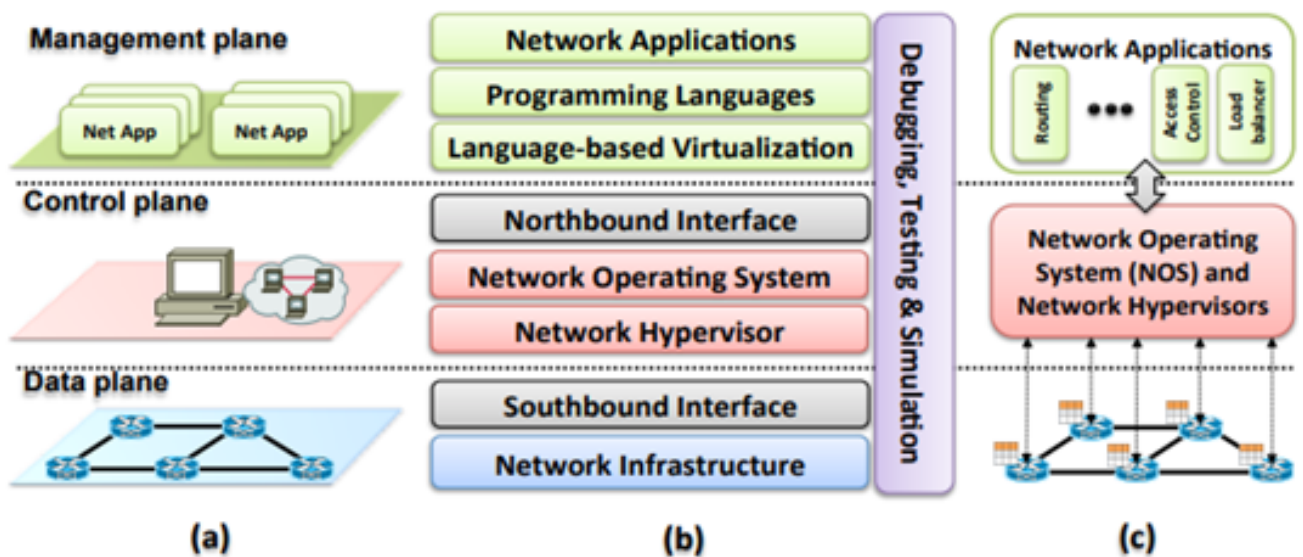 Management plane
Net App
Net App
Control plane
Data plane
(a)
Network Applications
Programming Languages
Language-based Virtualization
Northbound Interface
Network Operating System
Network Hypervisor
Southbound Interface
Network Infrastructure
Debugging, Testing & Simulation
(b)
Network Applications
Routing
Access
Control
Load
balancer
Network Operating
System (NOS) and
Network Hypervisors
(c)